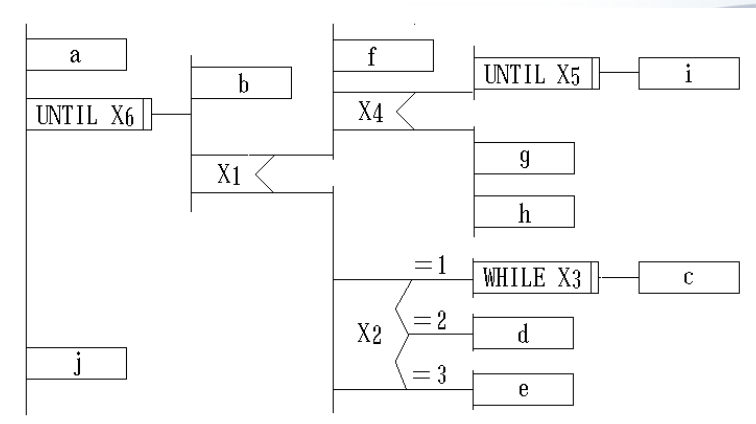 a
UNTIL X6
b
X1
f
X4
UNTIL X5
i
g
h
X2
=1
WHILE X3
c
=2
d
=3
e
j